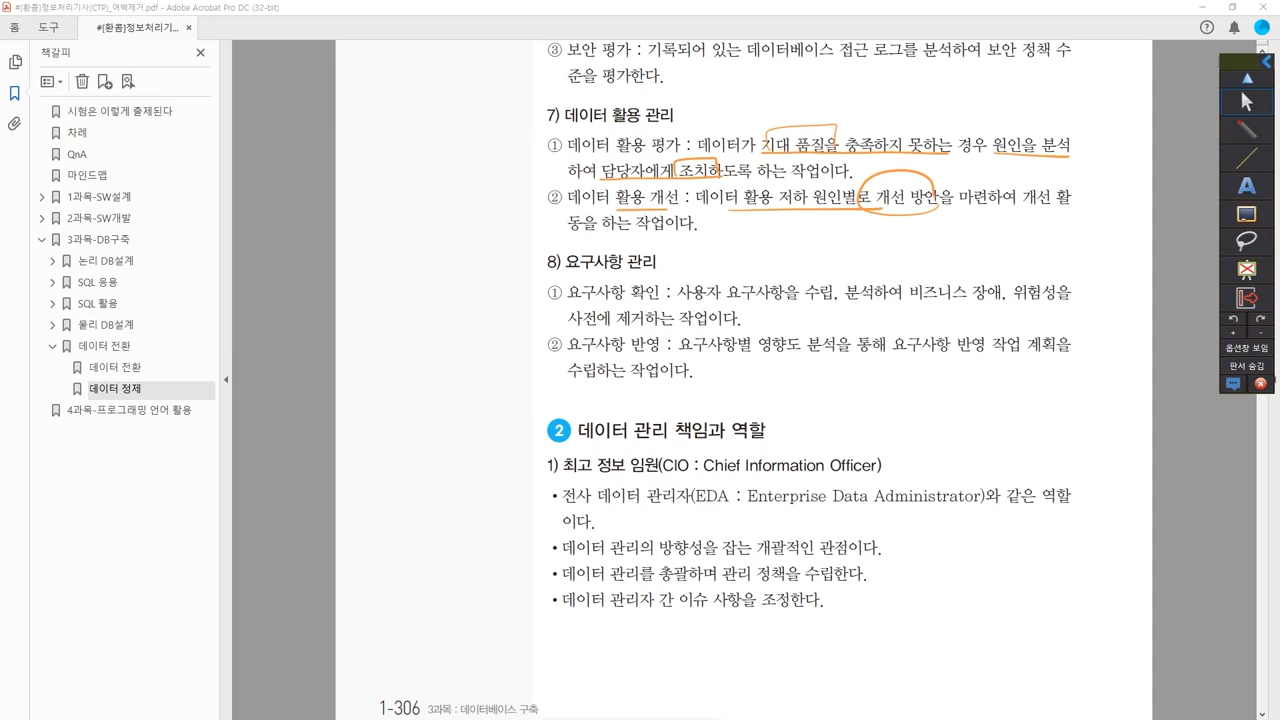 #[환콤]정보처리기사(CTP)_여백제거.pdf - Adobe Acrobat Pro DC (32-bit)
홈 도구 #[환콤]정보처리기... ×
책갈피
시험은 이렇게 출제된다
차례
QnA
마인드맵
1과목-SW설계
2과목-SW개발
3과목-DB구축
논리 DB설계
SQL 응용
SQL 활용
물리 DB설계
데이터 전환
데이터 전환
데이터 정제
4과목-프로그래밍 언어 활용
③ 보안 평가 : 기록되어 있는 데이터베이스 접근 로그를 분석하여 보안 정책 수
준을 평가한다.
7) 데이터 활용 관리
① 데이터 활용 평가 : 데이터가 기대 품질을 충족하지 못하는 경우 원인을 분석
하여 담당자에게 조치하도록 하는 작업이다.
② 데이터 활용 개선 : 데이터 활용 저하 원인별로 개선 방안을 마련하여 개선 활
동을 하는 작업이다.
8) 요구사항 관리
① 요구사항 확인 : 사용자 요구사항을 수립, 분석하여 비즈니스 장애, 위험성을
사전에 제거하는 작업이다.
② 요구사항 반영 : 요구사항별 영향도 분석을 통해 요구사항 반영 작업 계획을
수립하는 작업이다.
2 데이터 관리 책임과 역할
1) 최고 정보 임원(CIO : Chief Information Officer)
• 전사 데이터 관리자(EDA : Enterprise Data Administrator)와 같은 역할
이다.
• 데이터 관리의 방향성을 잡는 개괄적인 관점이다.
• 데이터 관리를 총괄하며 관리 정책을 수립한다.
• 데이터 관리자 간 이슈 사항을 조정한다.
1-306 3과목 : 데이터베이스 구축
A
옵션창 보임
판서 숨김